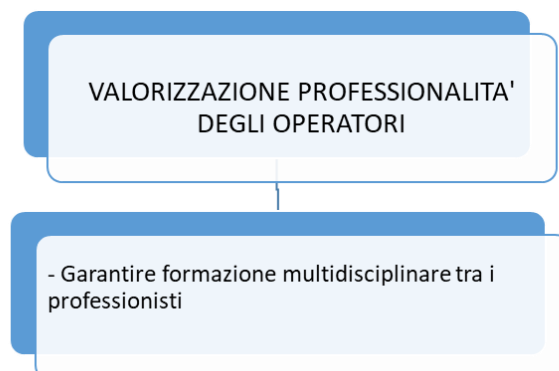 VALORIZZAZIONE PROFESSIONALITA'
DEGLI OPERATORI
- Garantire formazione multidisciplinare tra i
professionisti